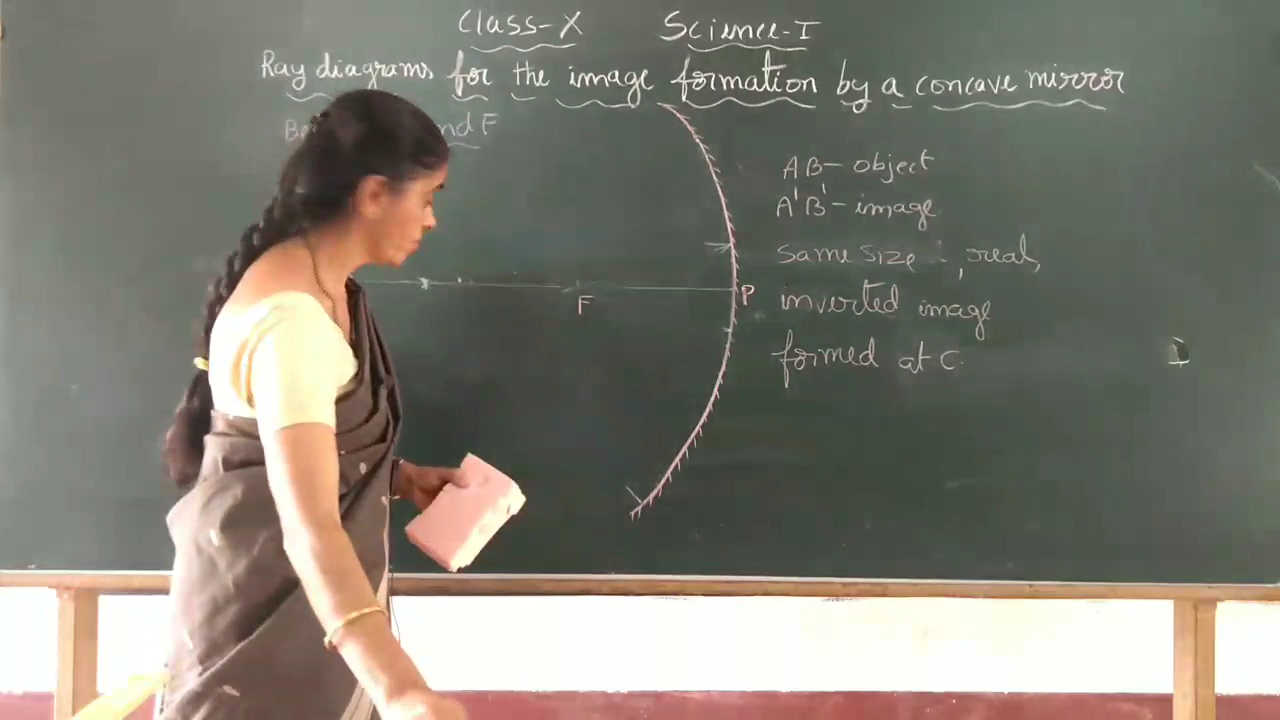 Class-X Science-I
Ray diagrams for the image formation by a concave mirror
nd F
AB - object
A'B' - image
Same size , real,
F
P
inverted image
formed at C.